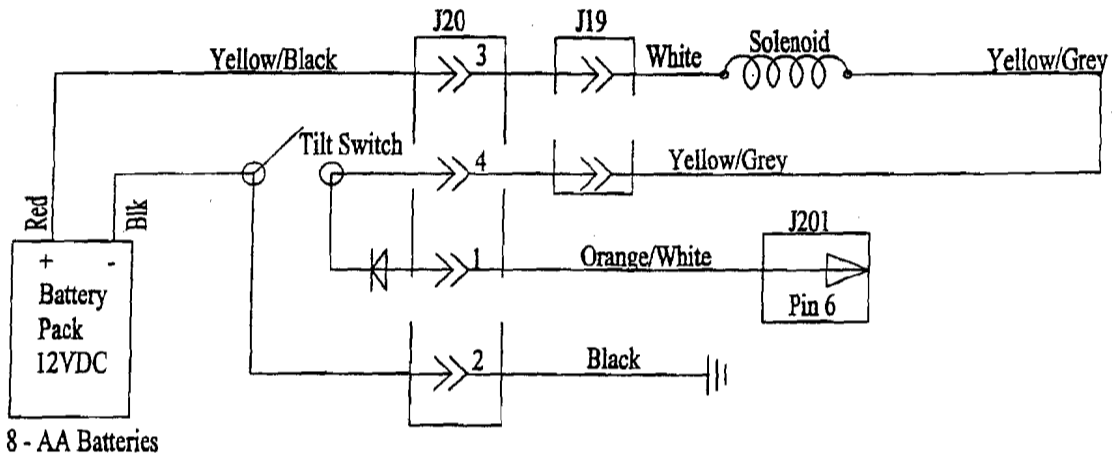 J20
J19
Yellow/Black
3
White
Solenoid
Yellow/Grey
Tilt Switch
4
Yellow/Grey
Red
Blk
+ -
Battery
Pack
12VDC
1
Orange/White
J201
Pin 6
2
Black
8 - AA Batteries